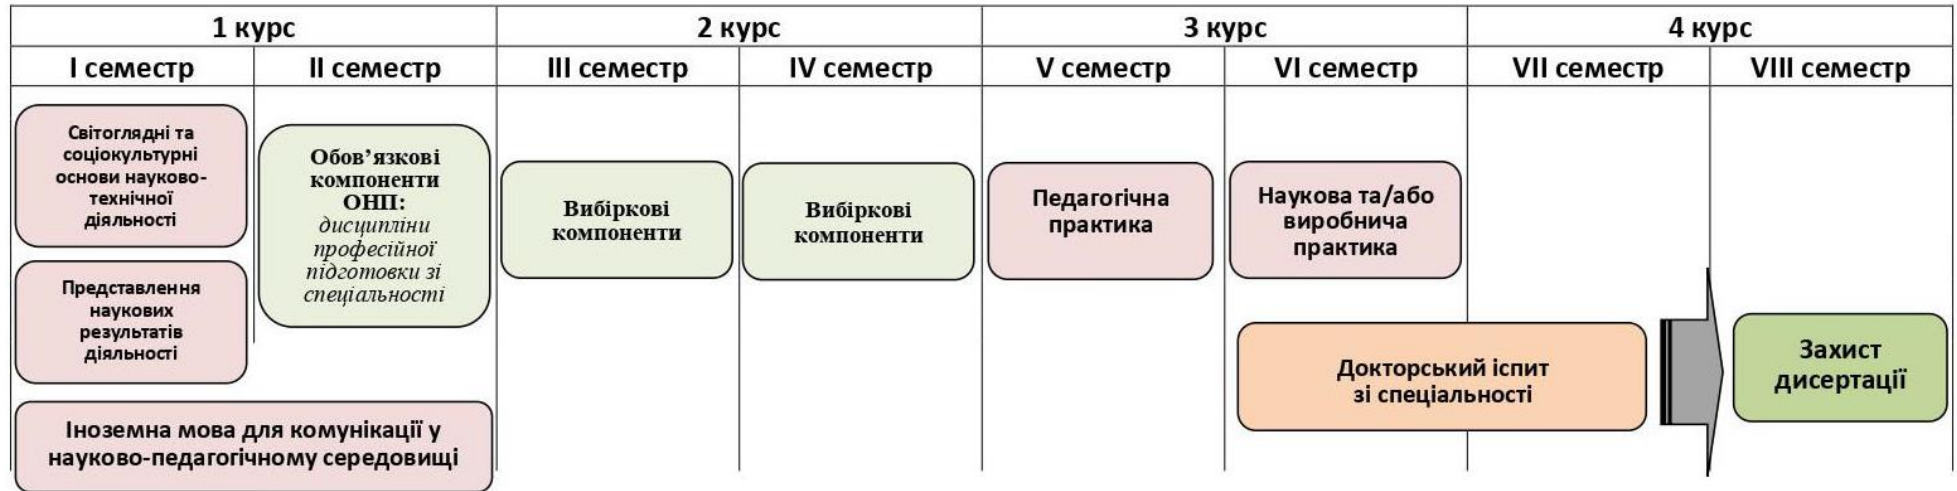 1 курс
2 курс
3 курс
4 курс
I семестр
II семестр
III семестр
IV семестр
V семестр
VI семестр
VII семестр
VIII семестр
Світоглядні та
соціокультурні
основи науково-
технічної
діяльності
Представлення
наукових
результатів
діяльності
Іноземна мова для комунікації у
науково-педагогічному середовищі
Обов’язкові
компоненти
ОНП:
дисципліни
професійної
підготовки зі
спеціальності
Вибіркові
компоненти
Вибіркові
компоненти
Педагогічна
практика
Наукова та/або
виробнича
практика
Докторський іспит
зі спеціальності
Захист
дисертації